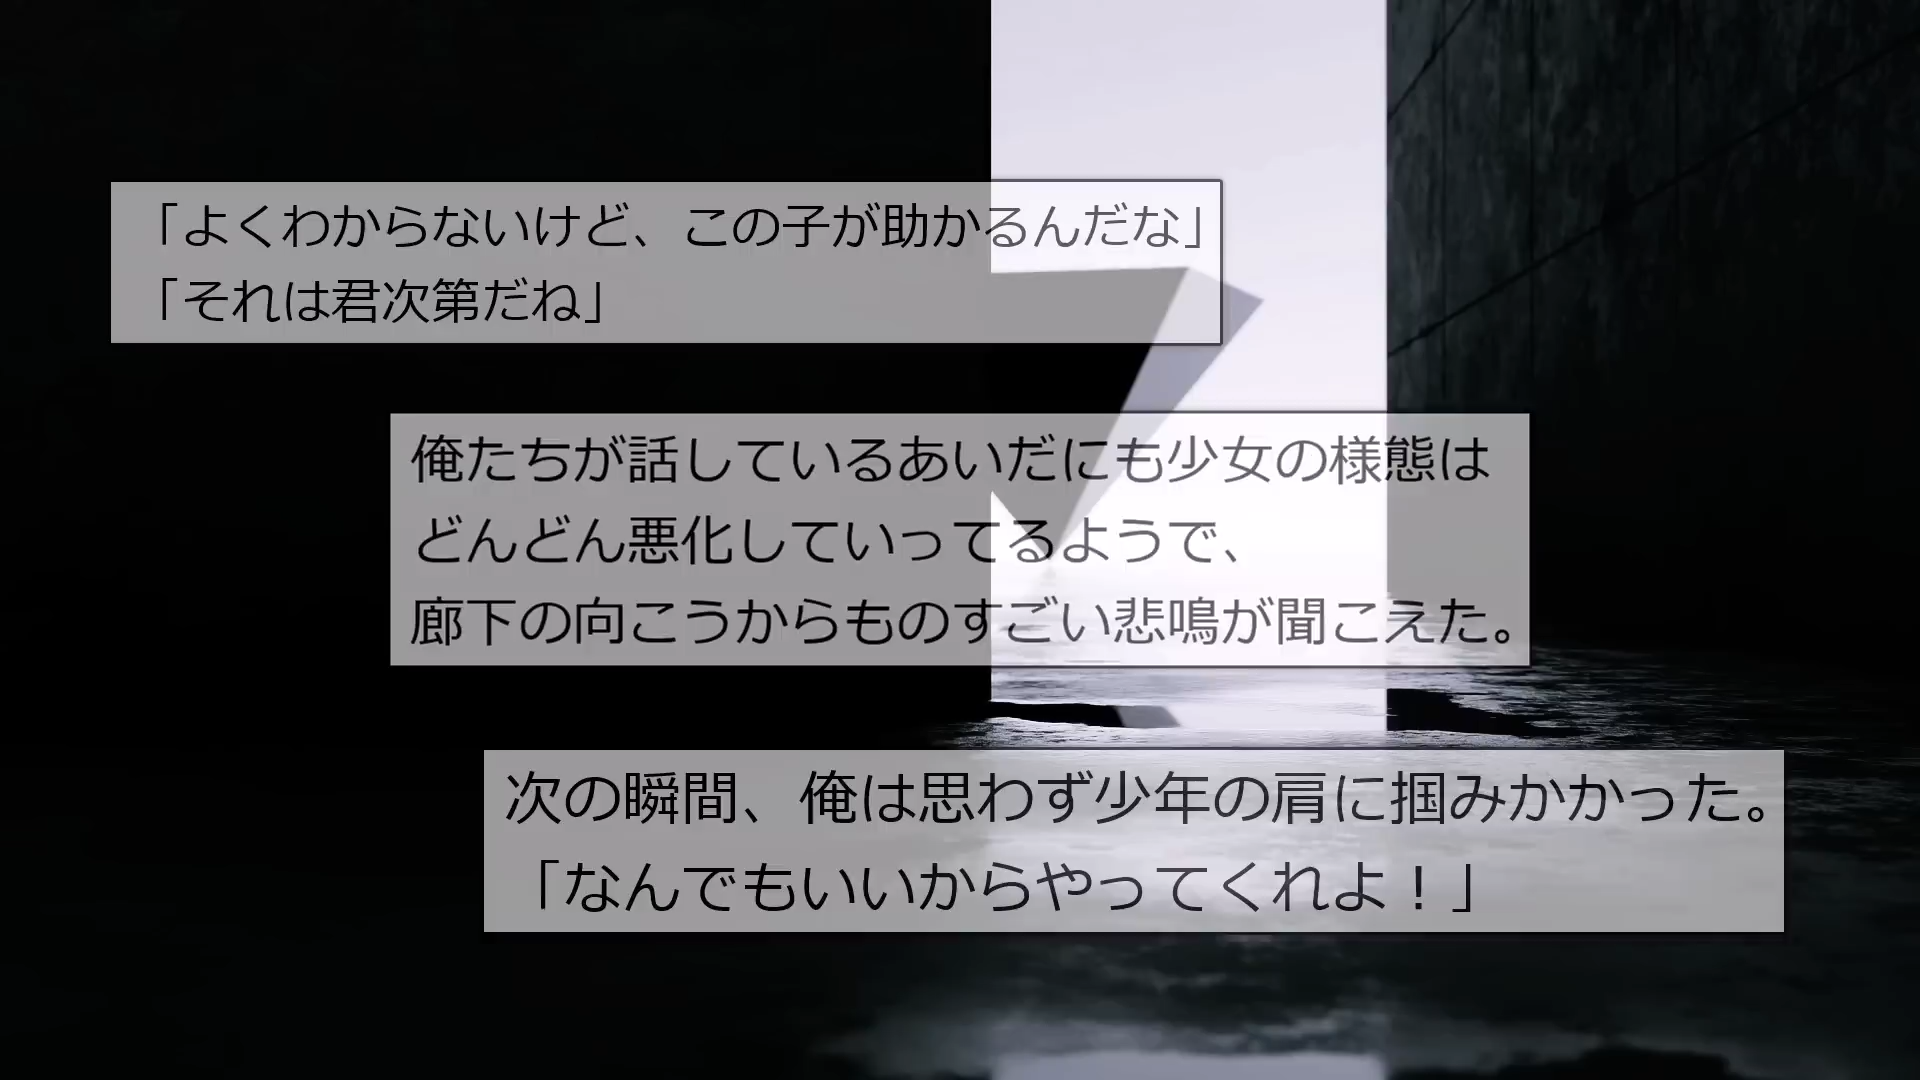 「よくわからないけど、この子が助かるんだな」
「それは君次第だね」
俺たちが話しているあいだにも少女の様態は
どんどん悪化していってるようで、
廊下の向こうからものすごい悲鳴が聞こえた。
次の瞬間、俺は思わず少年の肩に掴みかかった。
「なんでもいいからやってくれよ！」